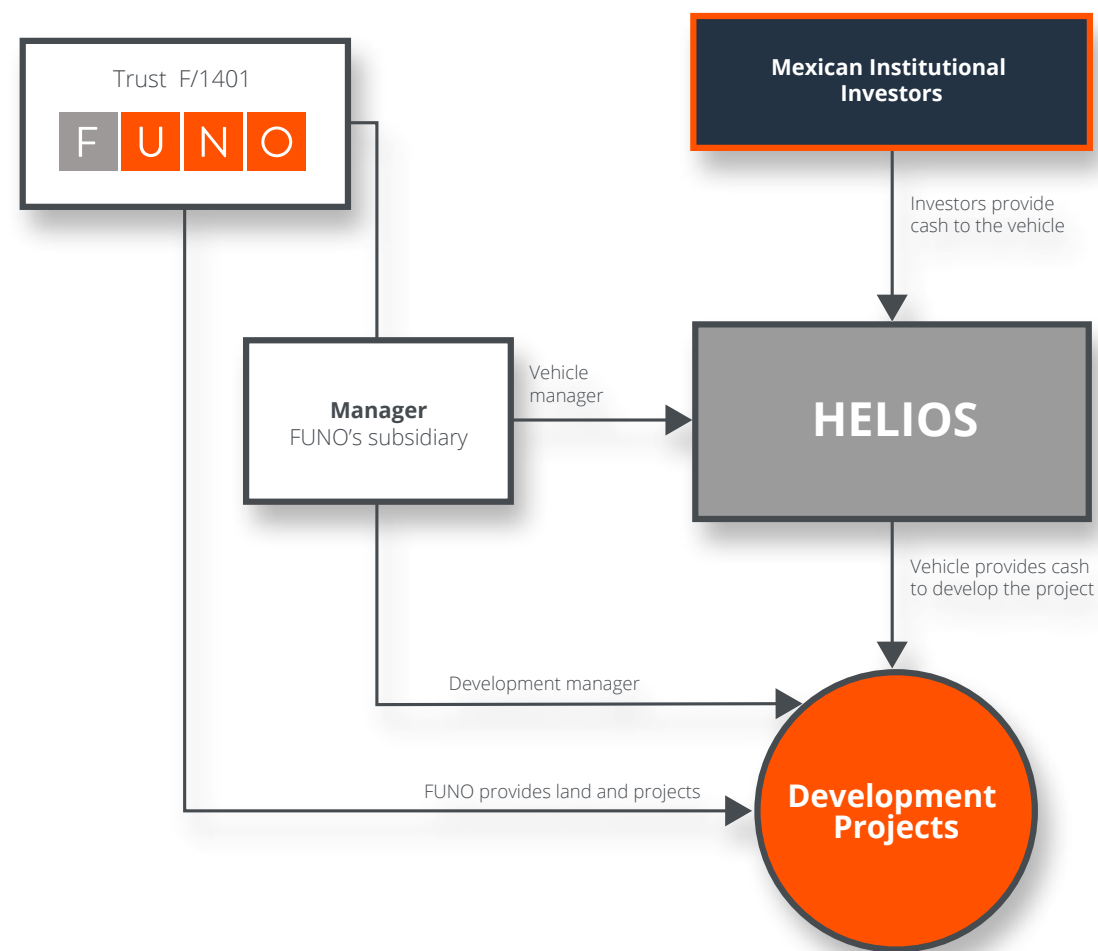 Trust F/1401
FUNO
Mexican Institutional
Investors
Investors provide
cash to the vehicle
Manager
FUNO's subsidiary
Vehicle
manager
HELIOS
Vehicle provides cash
to develop the project
Development manager
FUNO provides land and projects
Development
Projects